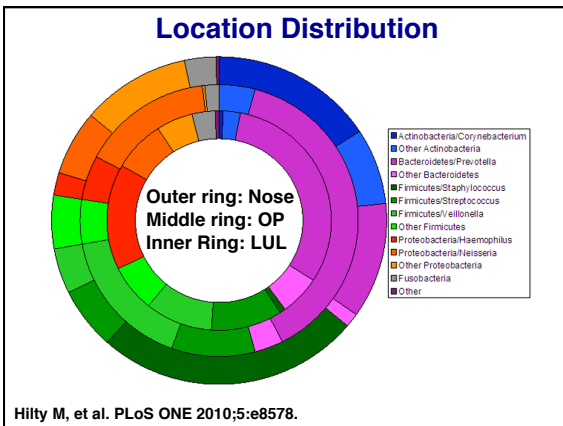 Location Distribution
Outer ring: Nose
Middle ring: OP
Inner Ring: LUL
Actinobacteria/Corynebacterium
Other Actinobacteria
Bacteroidetes/Prevotella
Other Bacteroidetes
Firmicutes/Staphylococcus
Firmicutes/Streptococcus
Firmicutes/Veillonella
Other Firmicutes
Proteobacteria/Haemophilus
Proteobacteria/Neisseria
Other Proteobacteria
Fusobacteria
Other
Hilty M, et al. PLoS ONE 2010;5:e8578.